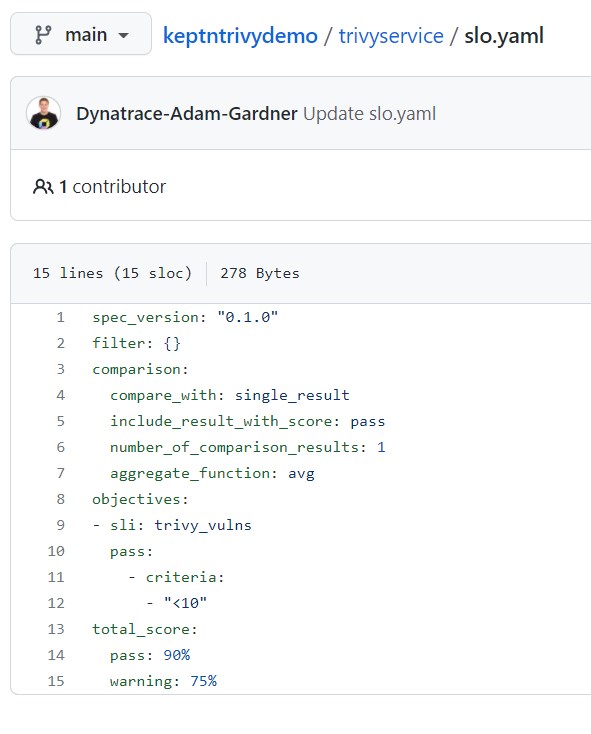 main
keptntrivydemo / trivyservice / slo.yaml
Dynatrace-Adam-Gardner Update slo.yaml
1 contributor
15 lines (15 sloc) 278 Bytes
1 spec_version: "0.1.0"
2 filter: {}
3 comparison:
4   compare_with: single_result
5   include_result_with_score: pass
6   number_of_comparison_results: 1
7   aggregate_function: avg
8 objectives:
9 - sli: trivy_vulns
10   pass:
11     - criteria:
12       - "<10"
13 total_score:
14   pass: 90%
15   warning: 75%